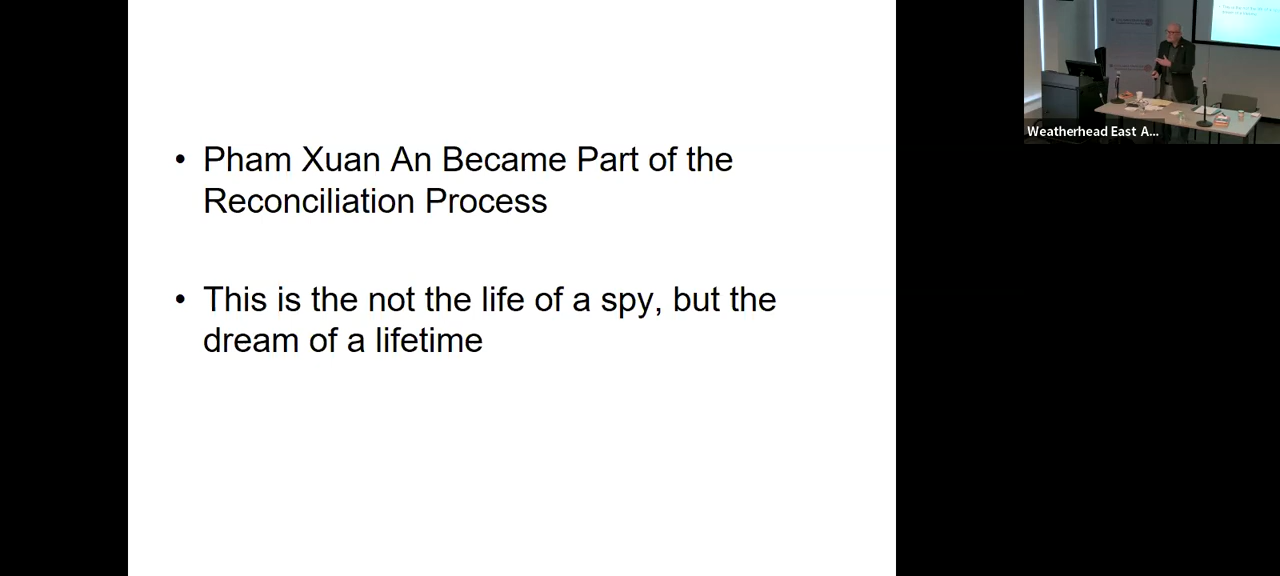 • Pham Xuan An Became Part of the
Reconciliation Process
• This is the not the life of a spy, but the
dream of a lifetime
Weatherhead East A...